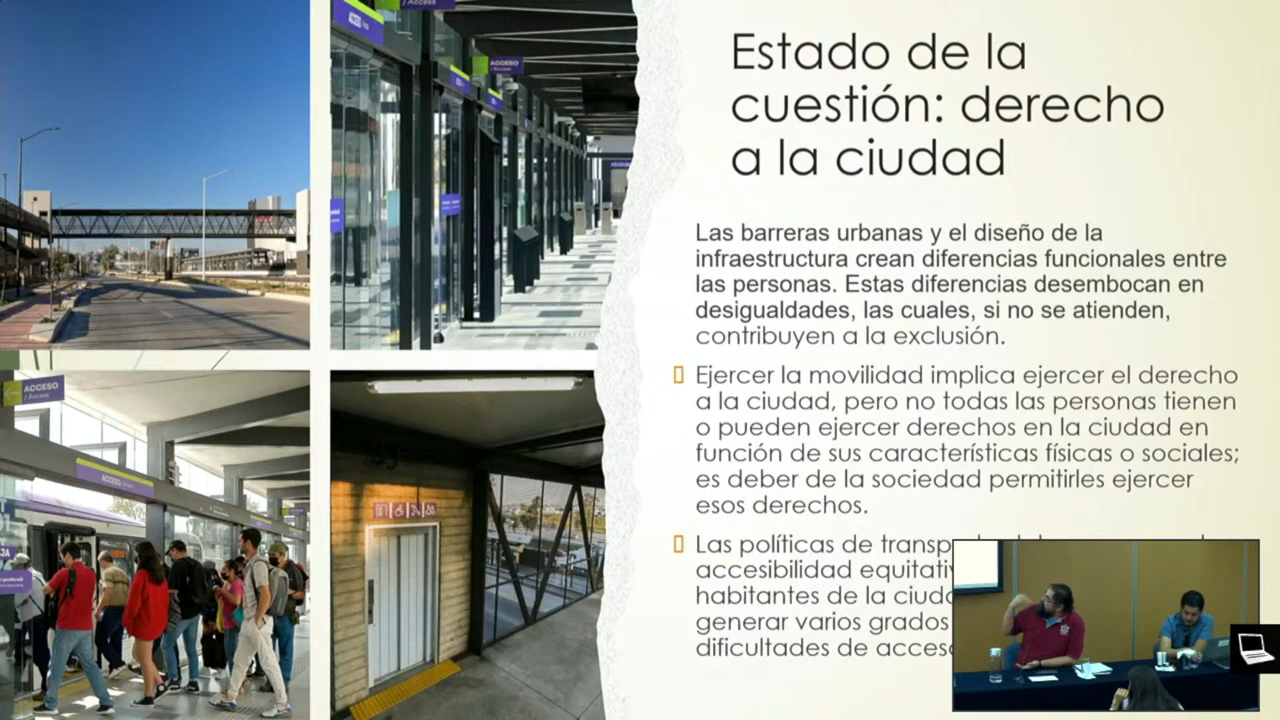 ACCESO
/ Access
ACCESO
/ Access
ACCESO
/ Access
ACCESO
Estado de la
cuestión: derecho
a la ciudad
Las barreras urbanas y el diseño de la
infraestructura crean diferencias funcionales entre
las personas. Estas diferencias desembocan en
desigualdades, las cuales, si no se atienden,
contribuyen a la exclusión.
Ejercer la movilidad implica ejercer el derecho
a la ciudad, pero no todas las personas tienen
o pueden ejercer derechos en la ciudad en
función de sus características físicas o sociales;
es deber de la sociedad permitirles ejercer
esos derechos.
Las políticas de
accesibilidad
habitantes de la
generar varios grados
dificultades de